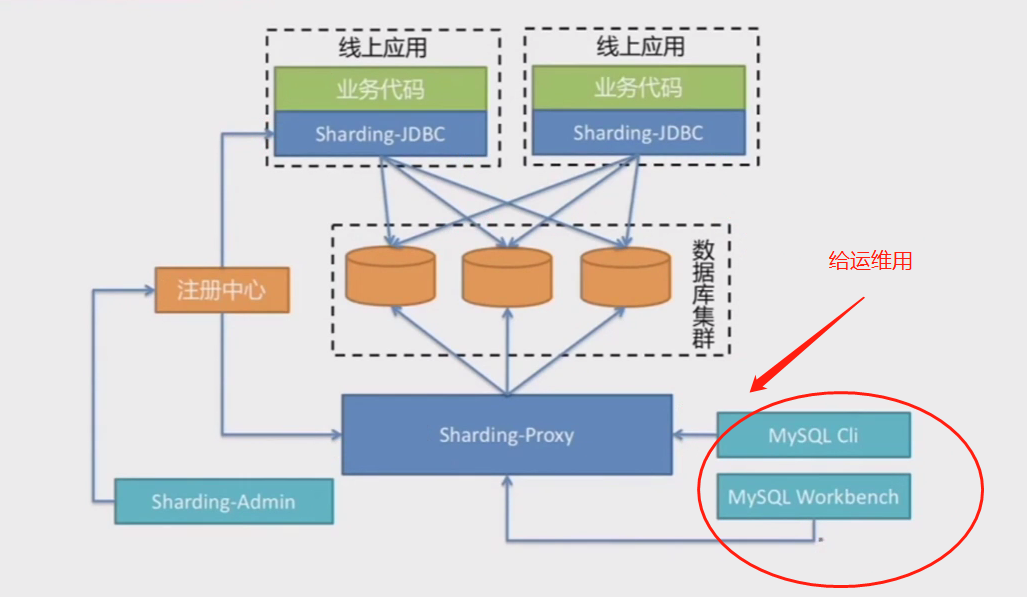 线上应用
业务代码
Sharding-JDBC
线上应用
业务代码
Sharding-JDBC
数据库集群
给运维用
注册中心
Sharding-Proxy
MySQL Cli
MySQL Workbench
Sharding-Admin